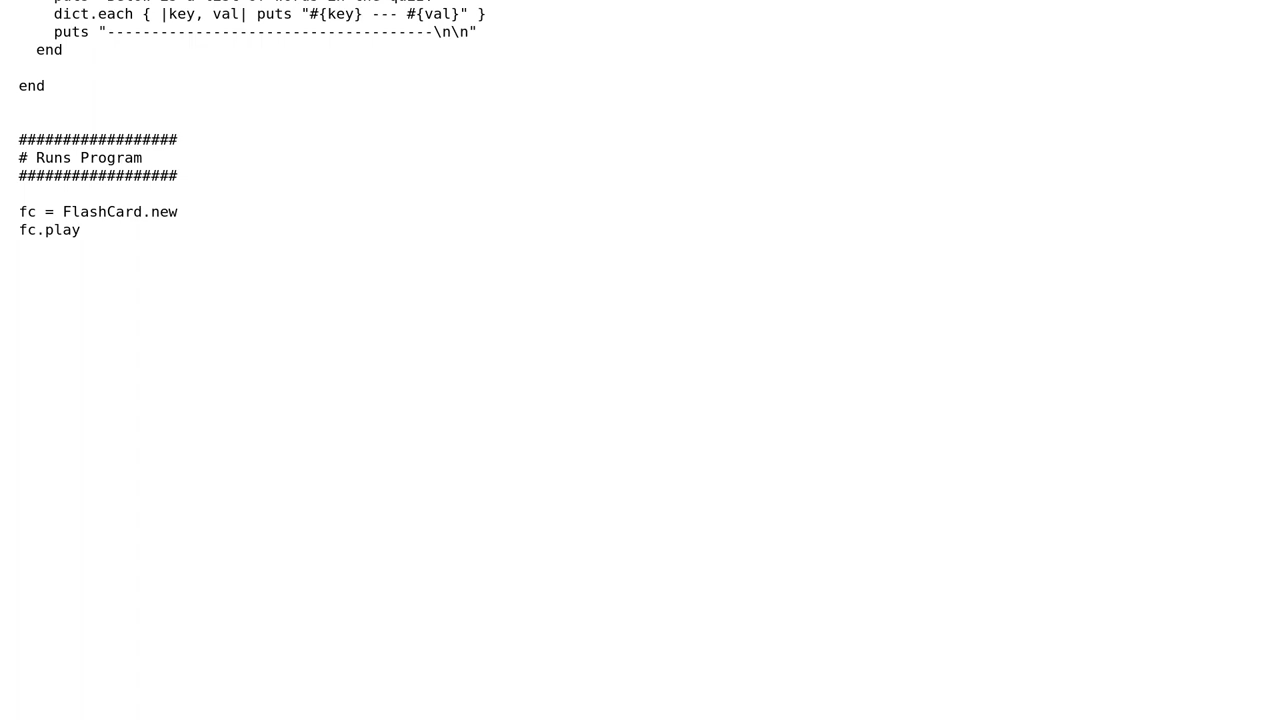 dict.each { |key, val| puts "#{key} --- #{val}" }
puts "-------------------------------------\n\n"
end
end
##################
# Runs Program
##################
fc = FlashCard.new
fc.play